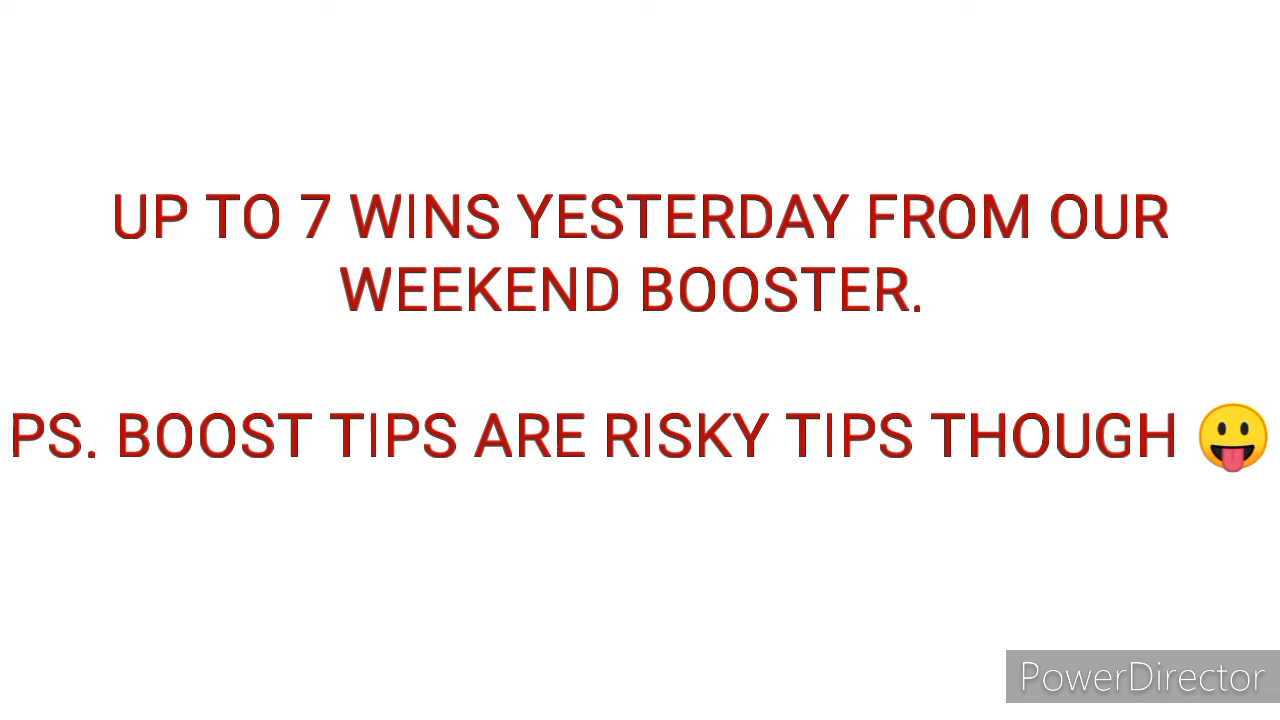 UP TO 7 WINS YESTERDAY FROM OUR
WEEKEND BOOSTER.
PS. BOOST TIPS ARE RISKY TIPS THOUGH 😛
PowerDirector